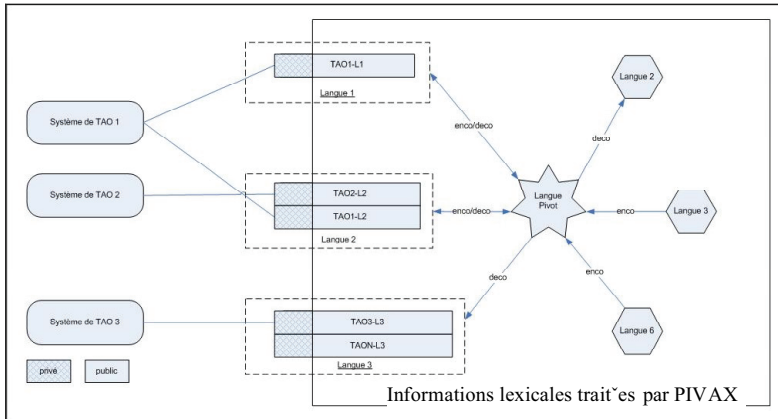 TAO1-L1
Langue 1
Langue 2
enco/deco
deco
Système de TAO 1
Système de TAO 2
TAO2-L2
TAO1-L2
Langue 2
enco/deco
Langue
Pivot
enco
Langue 3
deco
enco
Système de TAO 3
TAO3-L3
TAON-L3
Langue 3
Langue 6
privé
public
Informations lexicales traitˇes par PIVAX